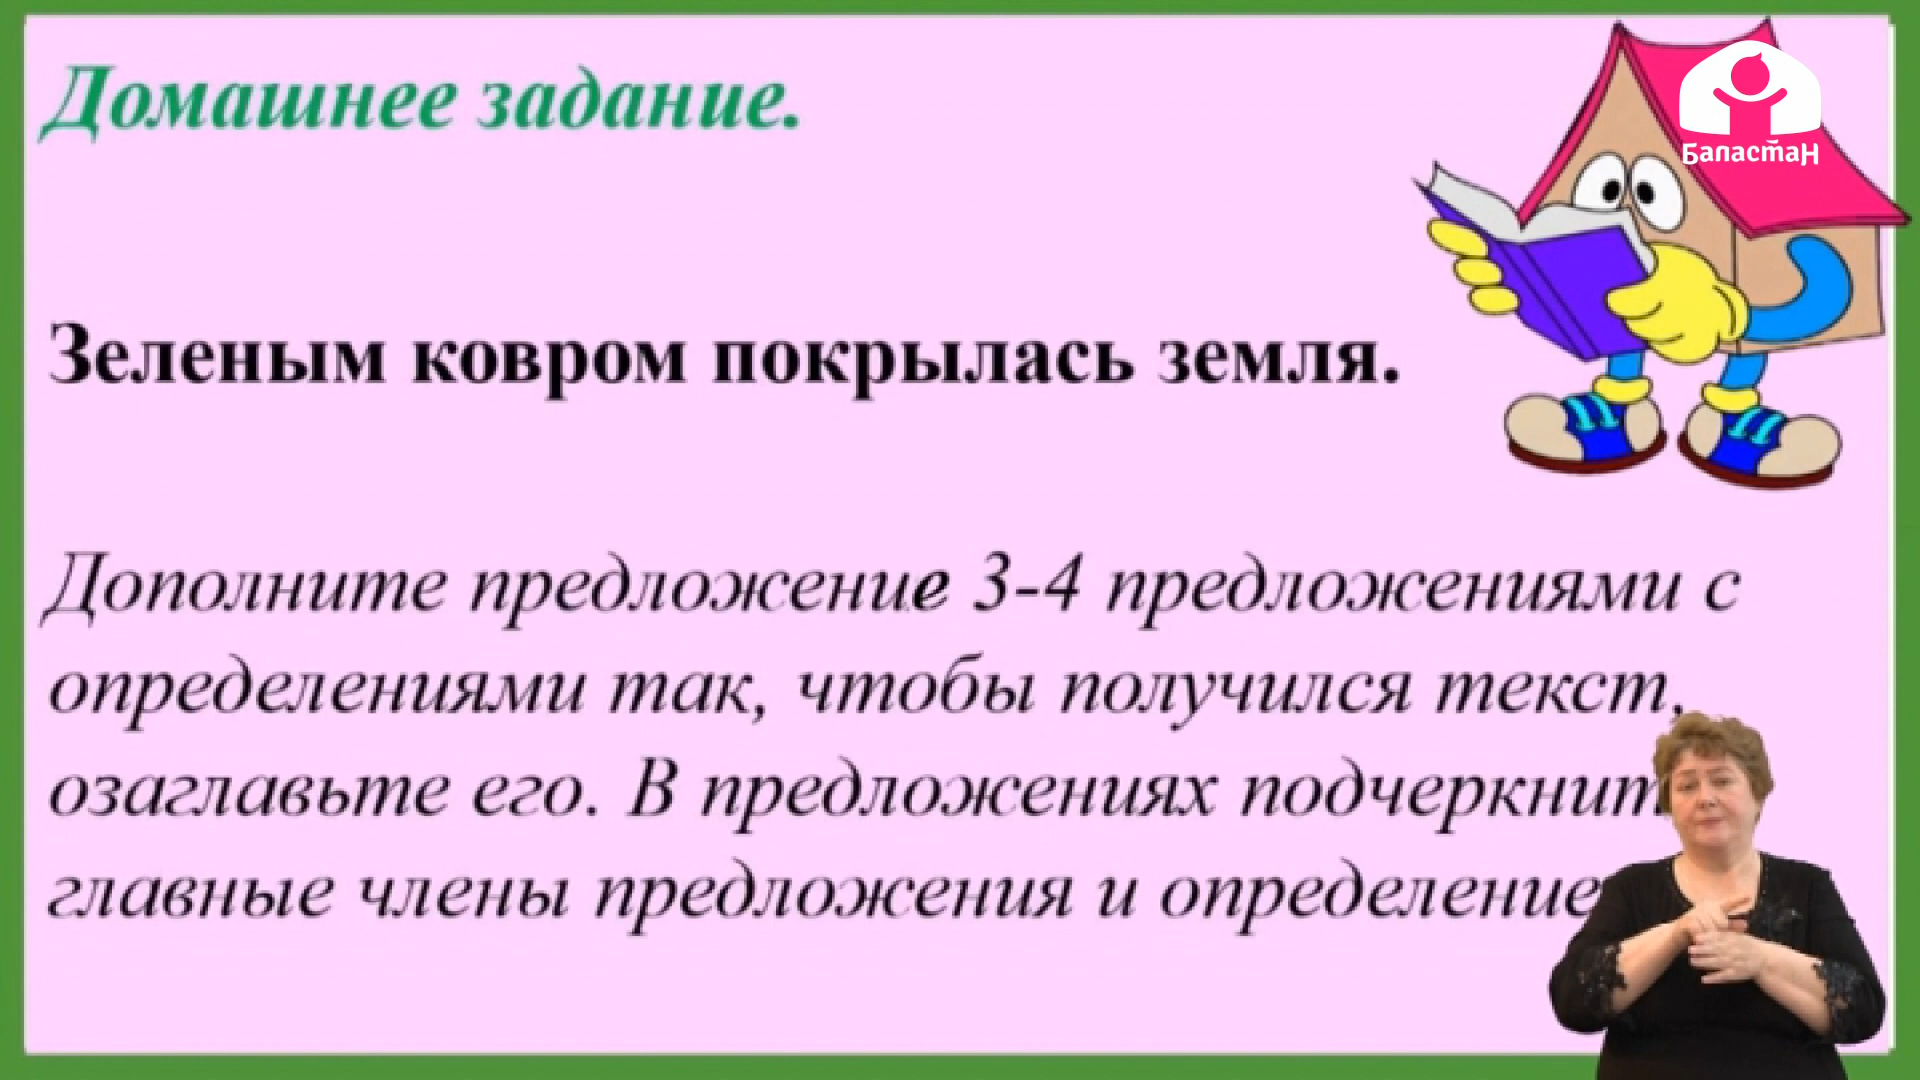 Домашнее задание.
Баластан
Зеленым ковром покрылась земля.
Дополните предложение 3-4 предложениями с
определениями так, чтобы получился текст,
озаглавьте его. В предложениях подчеркнит
главные члены предложения и определение